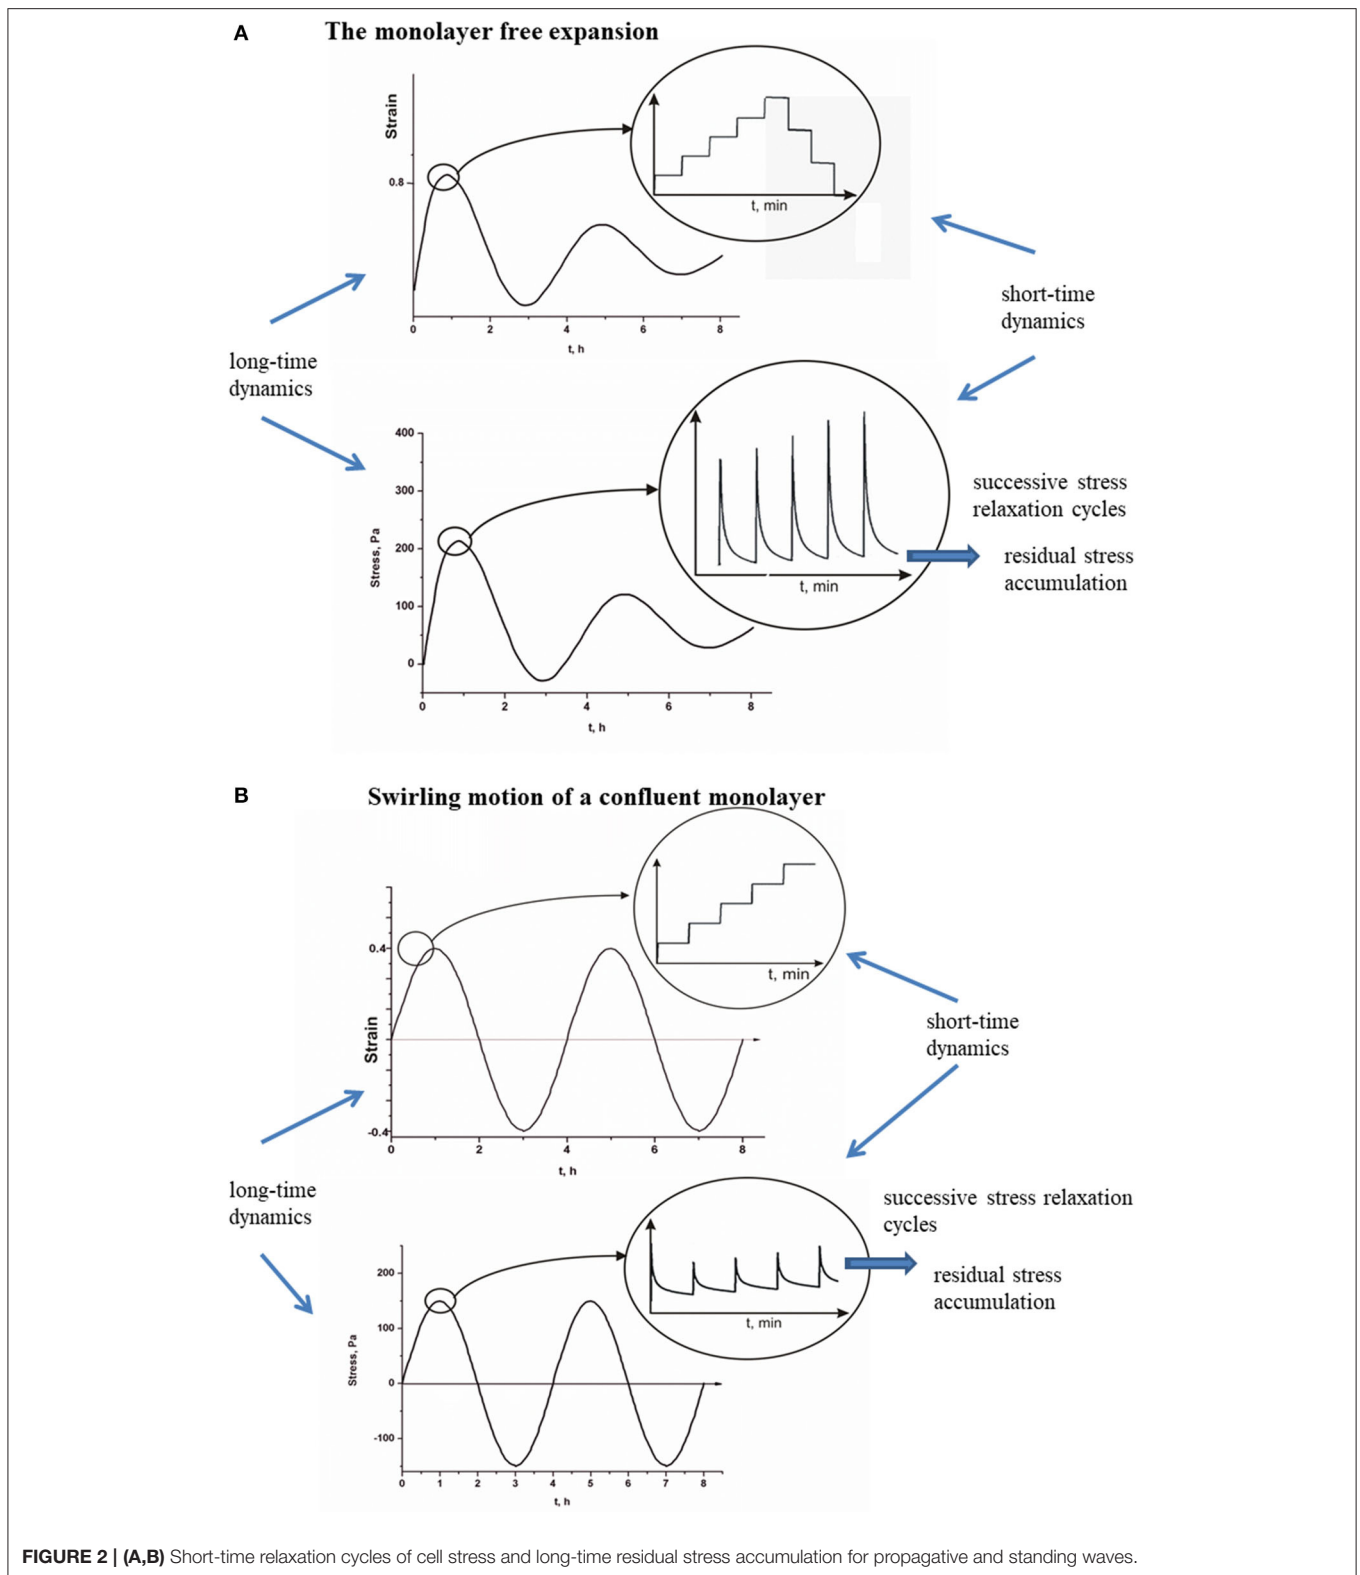 A
The monolayer free expansion
Strain
0.8
0
2
4
6
8
t, h
t, min
short-time
dynamics
long-time
dynamics
400
300
200
100
0
Stress, Pa
0
2
4
6
8
t, h
t, min
successive stress
relaxation cycles
residual stress
accumulation
B
Swirling motion of a confluent monolayer
Strain
0.4
-0.4
0
2
4
6
8
t, h
t, min
short-time
dynamics
long-time
dynamics
200
100
0
-100
Stress, Pa
0
1
2
3
4
5
6
7
8
t, h
t, min
successive stress relaxation
cycles
residual stress
accumulation
FIGURE 2 | (A,B) Short-time relaxation cycles of cell stress and long-time residual stress accumulation for propagative and standing waves.